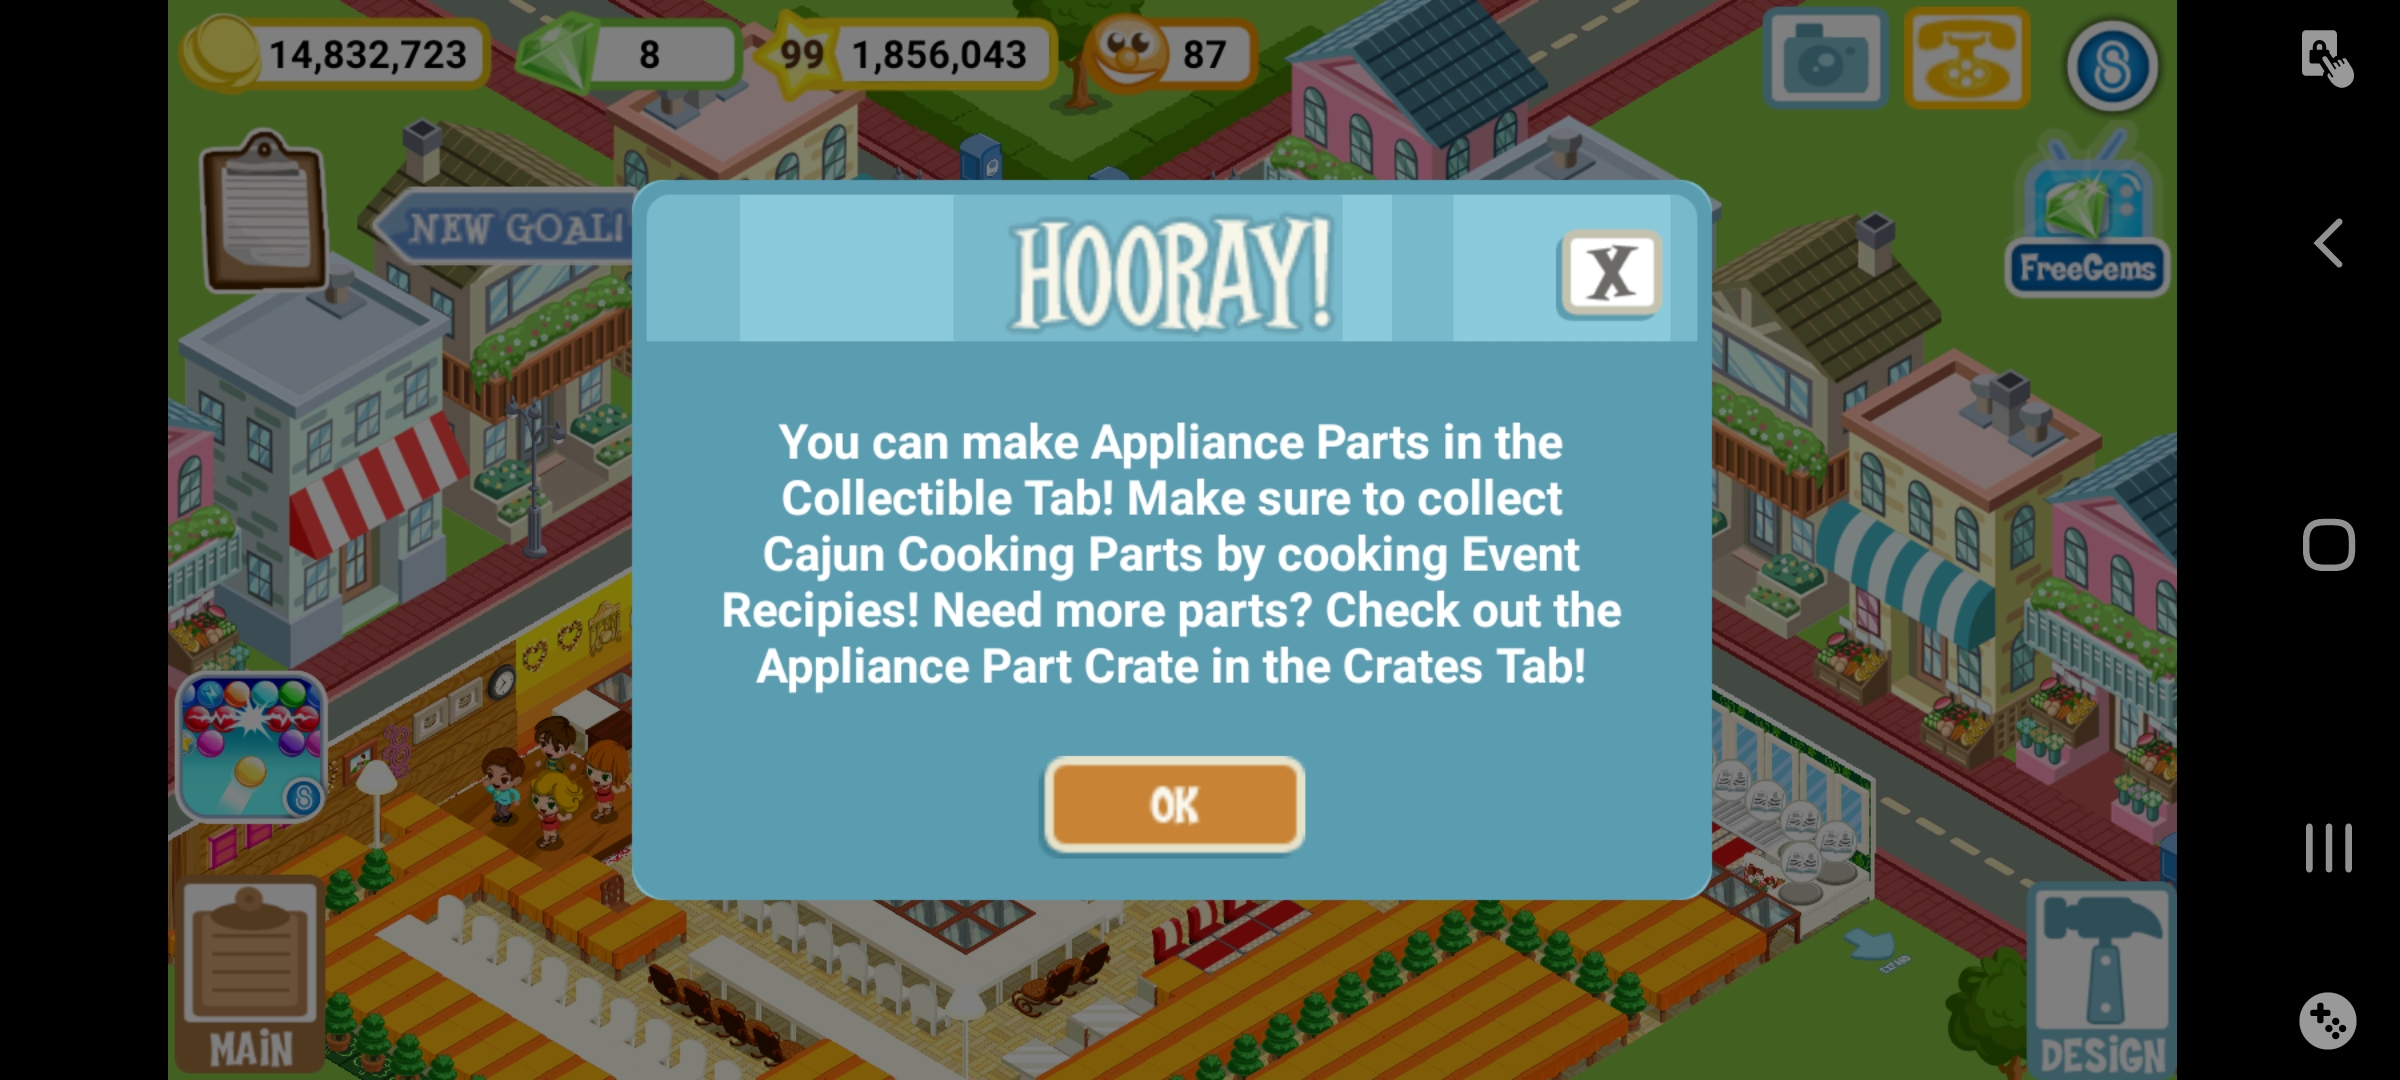 14,832,723
8
99
1,856,043
87
NEW GOAL!
FreeGems
HOORAY!
X
You can make Appliance Parts in the
Collectible Tab! Make sure to collect
Cajun Cooking Parts by cooking Event
Recipies! Need more parts? Check out the
Appliance Part Crate in the Crates Tab!
OK
EXPAND
MAiN
DESiGN